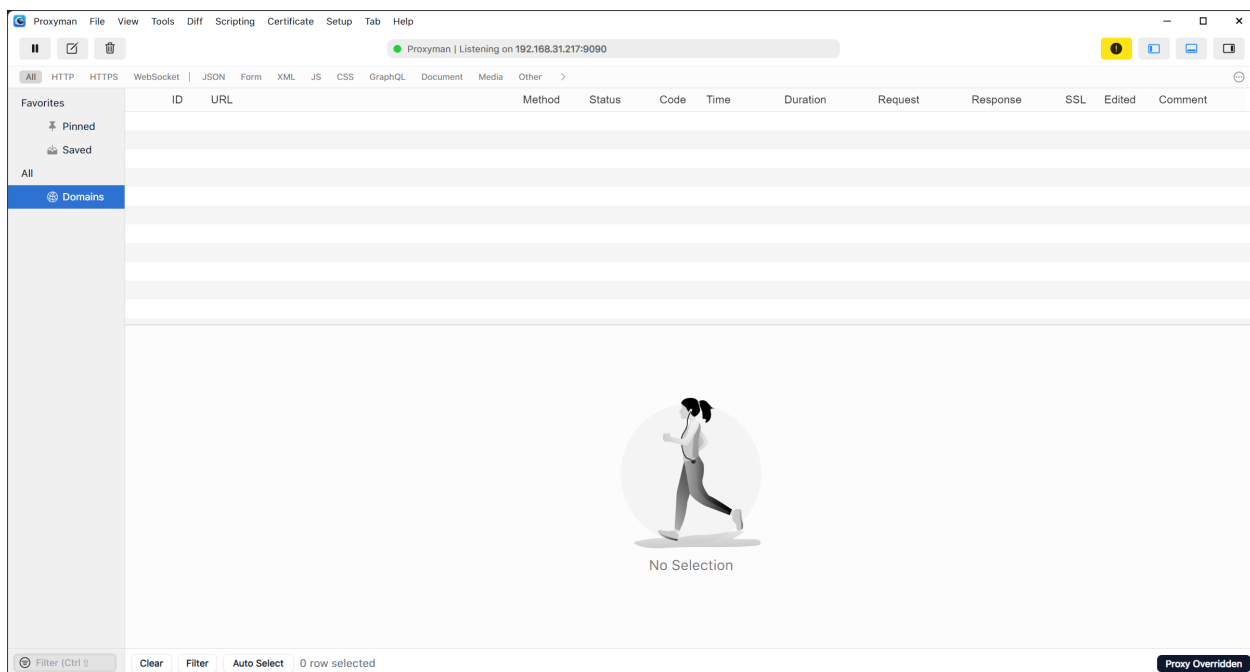 Proxyman File View Tools Diff Scripting Certificate Setup Tab Help
Proxyman | Listening on 192.168.31.217:9090
All HTTP HTTPS WebSocket JSON Form XML JS CSS GraphQL Document Media Other
Favorites
ID URL Method Status Code Time Duration Request Response SSL Edited Comment
Pinned
Saved
All
Domains
No Selection
Filter (Ctrl ⇧
Clear Filter Auto Select 0 row selected Proxy Overridden